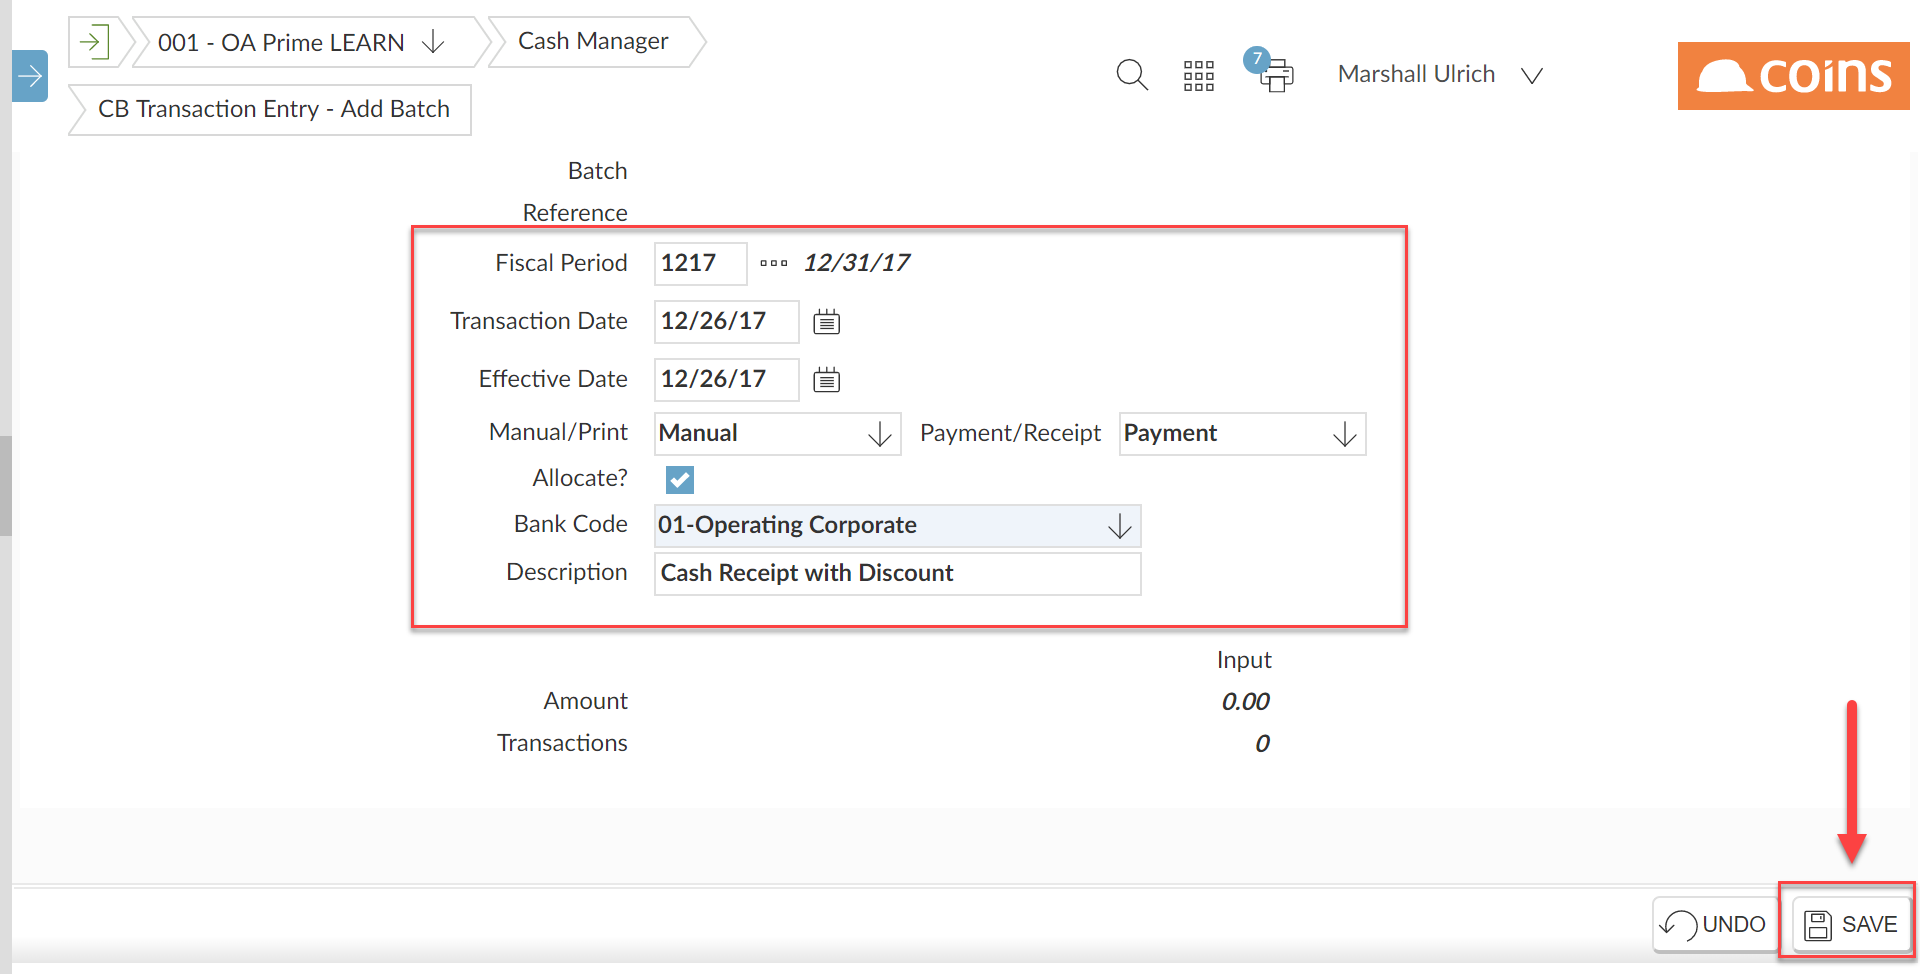 001 - OA Prime LEARN
Cash Manager
CB Transaction Entry - Add Batch
7
Marshall Ulrich
coins
Batch
Reference
Fiscal Period 1217 12/31/17
Transaction Date 12/26/17
Effective Date 12/26/17
Manual/Print Manual Payment/Receipt Payment
Allocate?
Bank Code 01-Operating Corporate
Description Cash Receipt with Discount
Input
Amount 0.00
Transactions 0
UNDO SAVE